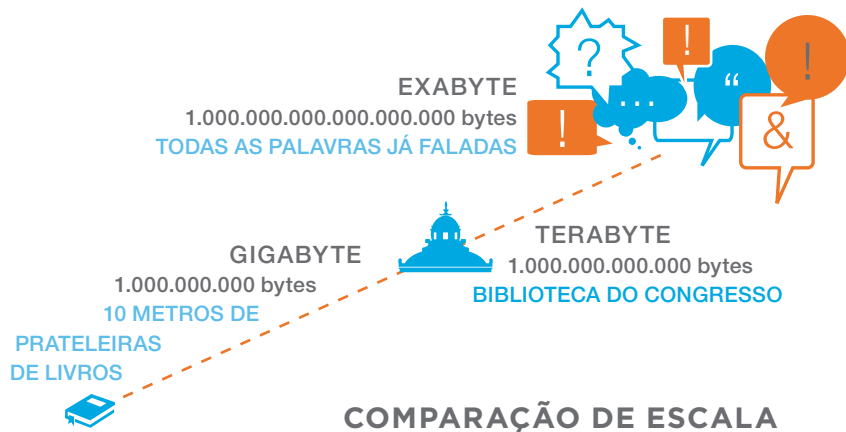 EXABYTE
1.000.000.000.000.000.000 bytes
TODAS AS PALAVRAS JÁ FALADAS
?
!
...
“
!
!
&
TERABYTE
1.000.000.000.000 bytes
BIBLIOTECA DO CONGRESSO
GIGABYTE
1.000.000.000 bytes
10 METROS DE
PRATELEIRAS
DE LIVROS
COMPARAÇÃO DE ESCALA